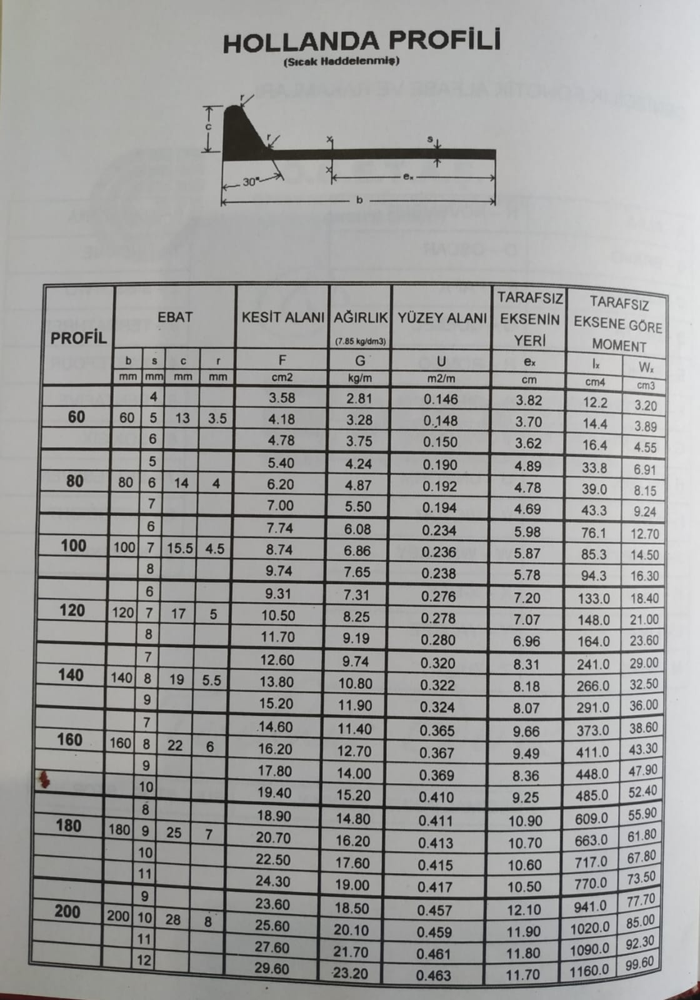 HOLLANDA PROFİLİ
(Sıcak Haddelenmiş)
r
c
r
x
s
x
30°
eₓ
b
PROFİL EBAT KESİT ALANI AĞIRLIK YÜZEY ALANI TARAFSIZ EKSENİN YERİ TARAFSIZ EKSENE GÖRE MOMENT
(7.85 kg/dm3)
b s c r F G U eₓ Iₓ Wₓ
mm mm mm mm cm2 kg/m m2/m cm cm4 cm3
4 3.58 2.81 0.146 3.82 12.2 3.20
60 60 5 13 3.5 4.18 3.28 0.148 3.70 14.4 3.89
6 4.78 3.75 0.150 3.62 16.4 4.55
5 5.40 4.24 0.190 4.89 33.8 6.91
80 80 6 14 4 6.20 4.87 0.192 4.78 39.0 8.15
7 7.00 5.50 0.194 4.69 43.3 9.24
6 7.74 6.08 0.234 5.98 76.1 12.70
100 100 7 15.5 4.5 8.74 6.86 0.236 5.87 85.3 14.50
8 9.74 7.65 0.238 5.78 94.3 16.30
6 9.31 7.31 0.276 7.20 133.0 18.40
120 120 7 17 5 10.50 8.25 0.278 7.07 148.0 21.00
8 11.70 9.19 0.280 6.96 164.0 23.60
7 12.60 9.74 0.320 8.31 241.0 29.00
140 140 8 19 5.5 13.80 10.80 0.322 8.18 266.0 32.50
9 15.20 11.90 0.324 8.07 291.0 36.00
7 14.60 11.40 0.365 9.66 373.0 38.60
160 160 8 22 6 16.20 12.70 0.367 9.49 411.0 43.30
9 17.80 14.00 0.369 8.36 448.0 47.90
10 19.40 15.20 0.410 9.25 485.0 52.40
8 18.90 14.80 0.411 10.90 609.0 55.90
180 180 9 25 7 20.70 16.20 0.413 10.70 663.0 61.80
10 22.50 17.60 0.415 10.60 717.0 67.80
11 24.30 19.00 0.417 10.50 770.0 73.50
9 23.60 18.50 0.457 12.10 941.0 77.70
200 200 10 28 8 25.60 20.10 0.459 11.90 1020.0 85.00
11 27.60 21.70 0.461 11.80 1090.0 92.30
12 29.60 23.20 0.463 11.70 1160.0 99.60